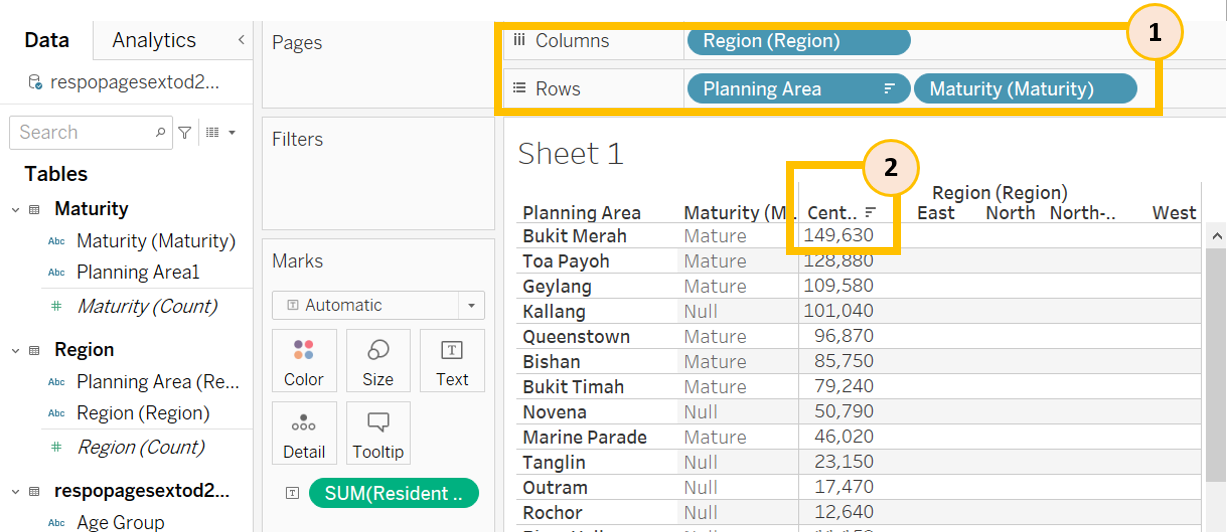 Data
Analytics
respopagesextod2...
Search
Tables
Maturity
Abc Maturity (Maturity)
Abc Planning Area1
# Maturity (Count)
Region
Abc Planning Area (Re...
Abc Region (Region)
# Region (Count)
respopagesextod2...
Abc Age Group
Pages
Filters
Marks
T Automatic
Color Size T Text
Detail Tooltip
T SUM(Resident ..
1
Columns Region (Region)
Rows Planning Area Maturity (Maturity)
Sheet 1
2
Region (Region)
Planning Area Maturity (M.. Cent.. East North North-.. West
Bukit Merah Mature 149,630
Toa Payoh Mature 128,880
Geylang Mature 109,580
Kallang Null 101,040
Queenstown Mature 96,870
Bishan Mature 85,750
Bukit Timah Mature 79,240
Novena Null 50,790
Marine Parade Mature 46,020
Tanglin Null 23,150
Outram Null 17,470
Rochor Null 12,640